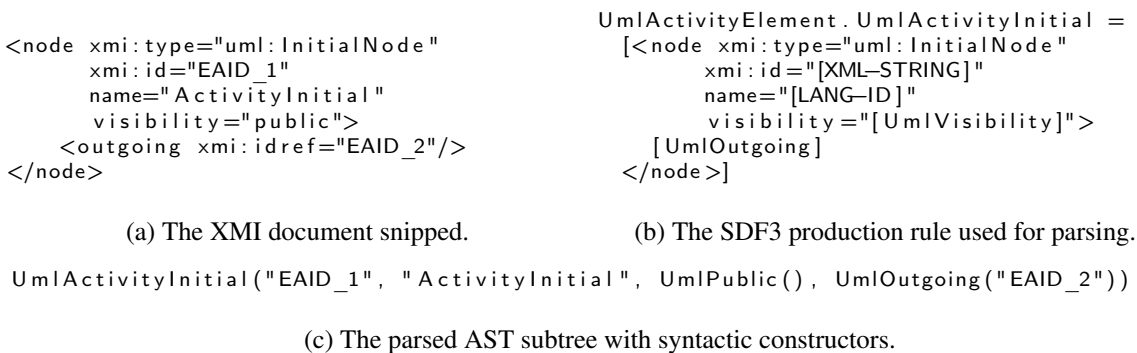 <node xmi:type="uml:InitialNode"
xmi:id="EAID_1"
name="ActivityInitial"
visibility="public">
<outgoing xmi:idref="EAID_2"/>
</node>
(a) The XMI document snipped.
UmlActivityElement.UmlActivityInitial =
[<node xmi:type="uml:InitialNode"
xmi:id="[XML–STRING]"
name="[LANG–ID]"
visibility="[UmlVisibility]">
[UmlOutgoing]
</node>]
(b) The SDF3 production rule used for parsing.
UmlActivityInitial("EAID_1", "ActivityInitial", UmlPublic(), UmlOutgoing("EAID_2"))
(c) The parsed AST subtree with syntactic constructors.